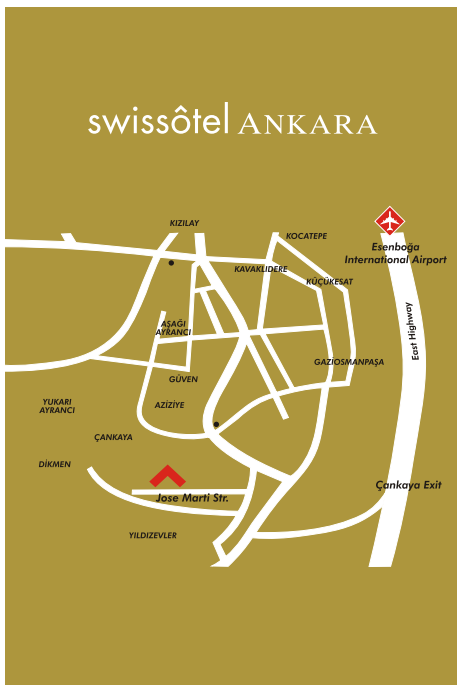 swissôtel ANKARA
KIZILAY
KOCATEPE
Esenboğa
International Airport
KAVAKLIDERE
KÜÇÜKESAT
East Highway
AŞAĞI
AYRANCI
GAZİOSMANPAŞA
GÜVEN
YUKARI
AYRANCI
AZİZİYE
ÇANKAYA
DİKMEN
Çankaya Exit
Jose Marti Str.
YILDIZEVLER